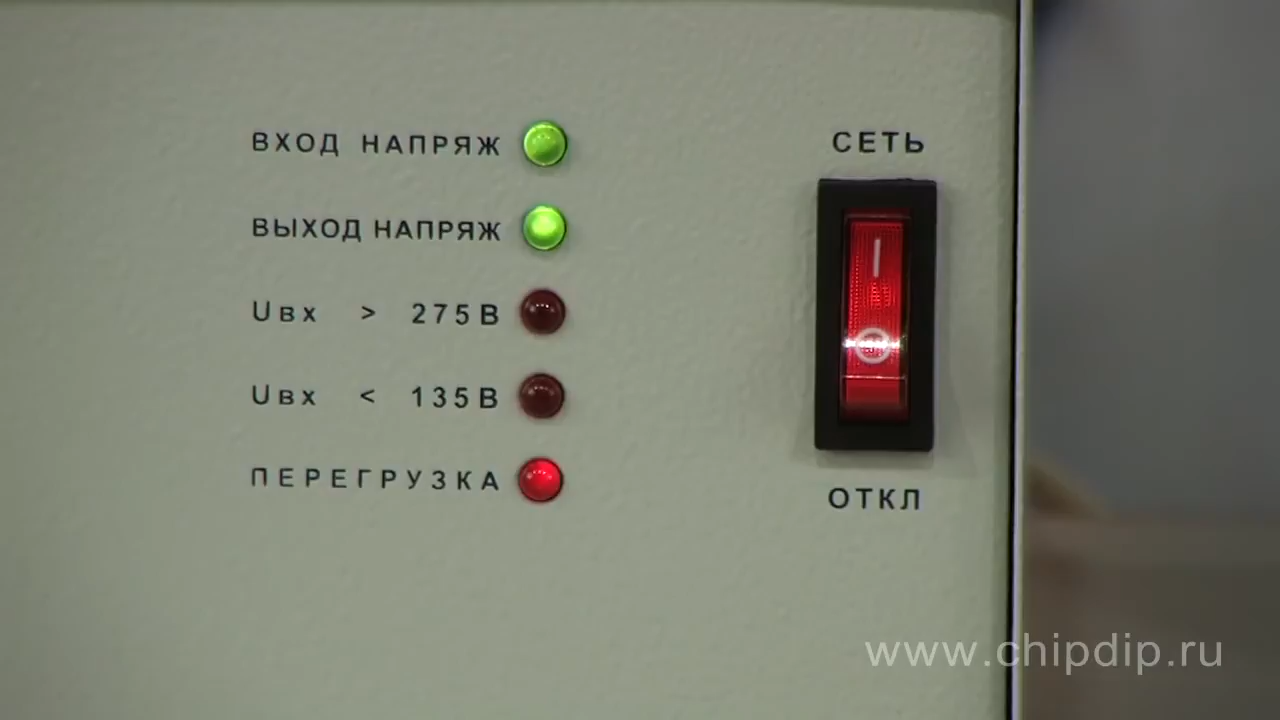 ВХОД НАПРЯЖ
ВЫХОД НАПРЯЖ
Uвх > 275В
Uвх < 135В
ПЕРЕГРУЗКА
СЕТЬ
I
O
ОТКЛ
www.chipdip.ru